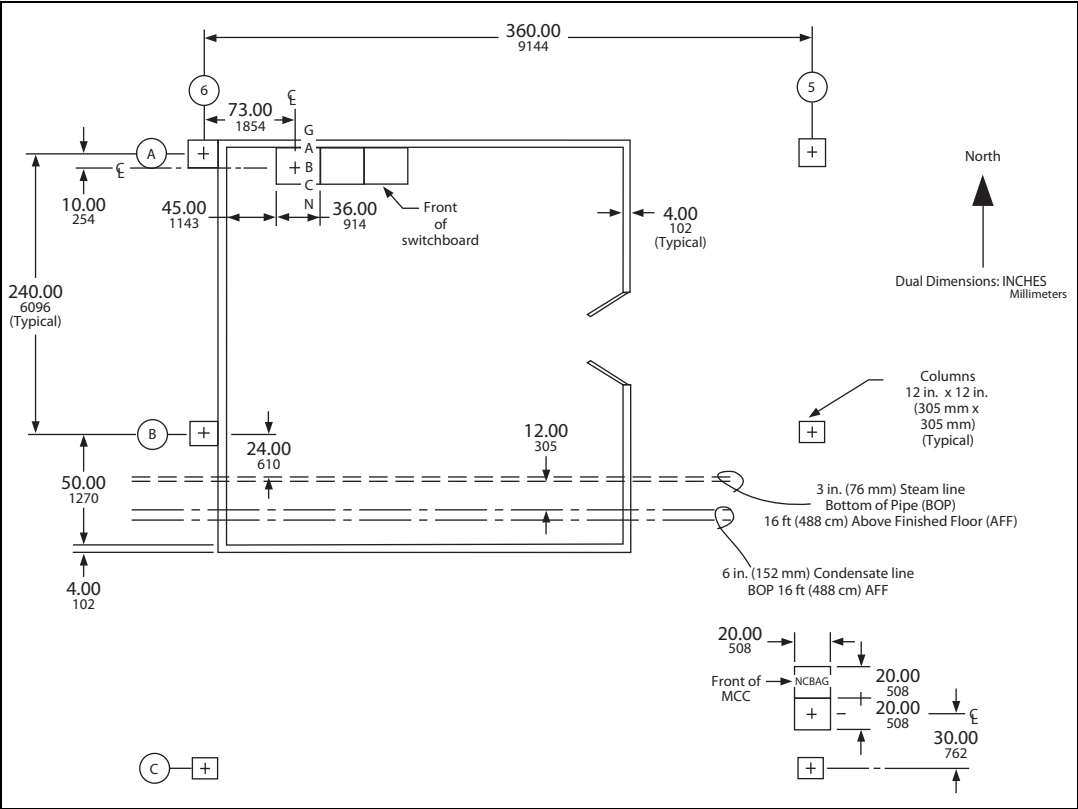 360.00
9144
6
5
℄
73.00
1854
G
A
B
C
N
A
℄
10.00
254
45.00
1143
36.00
914
Front
of
switchboard
4.00
102
(Typical)
North
Dual Dimensions: INCHES
Millimeters
240.00
6096
(Typical)
Columns
12 in. x 12 in.
(305 mm x
305 mm)
(Typical)
B
24.00
610
12.00
305
50.00
1270
3 in. (76 mm) Steam line
Bottom of Pipe (BOP)
16 ft (488 cm) Above Finished Floor (AFF)
4.00
102
6 in. (152 mm) Condensate line
BOP 16 ft (488 cm) AFF
20.00
508
Front of
MCC
NCBAG
20.00
508
20.00
508
℄
30.00
762
C